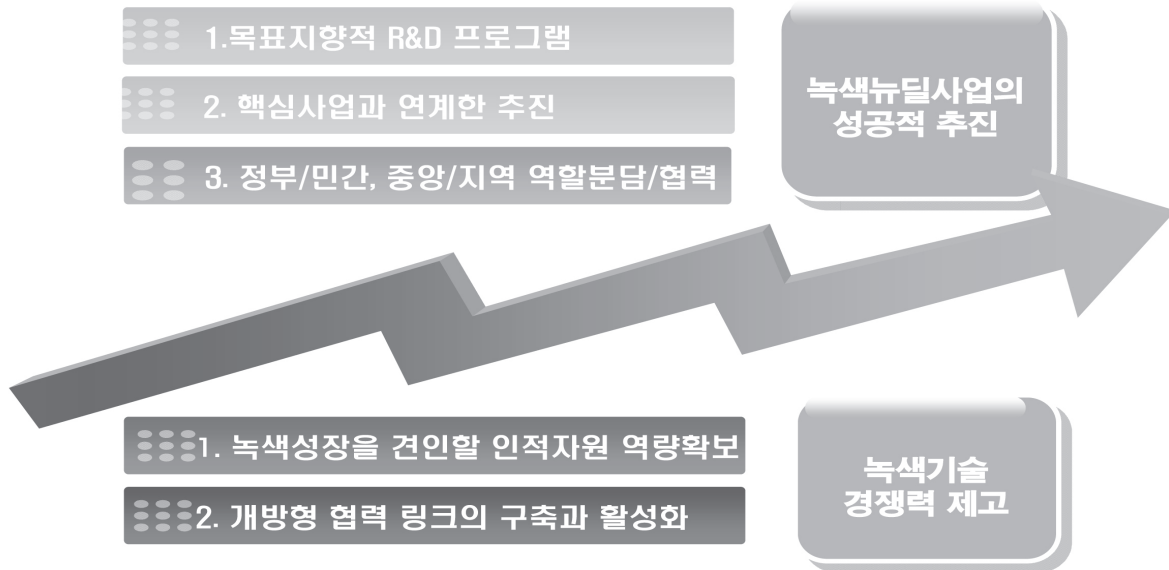 1.목표지향적 R&D 프로그램
2. 핵심사업과 연계한 추진
3. 정부/민간, 중앙/지역 역할분담/협력
녹색뉴딜사업의
성공적 추진
1. 녹색성장을 견인할 인적자원 역량확보
2. 개방형 협력 링크의 구축과 활성화
녹색기술
경쟁력 제고